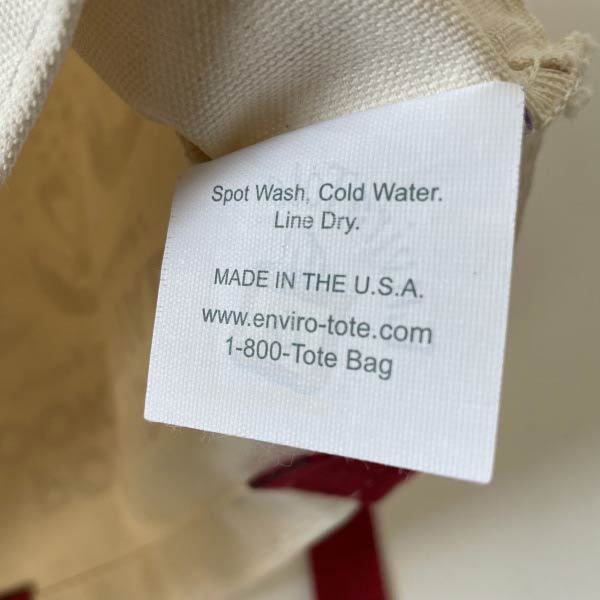 Spot Wash, Cold Water.
Line Dry.
MADE IN THE U.S.A.
www.enviro-tote.com
1-800-Tote Bag